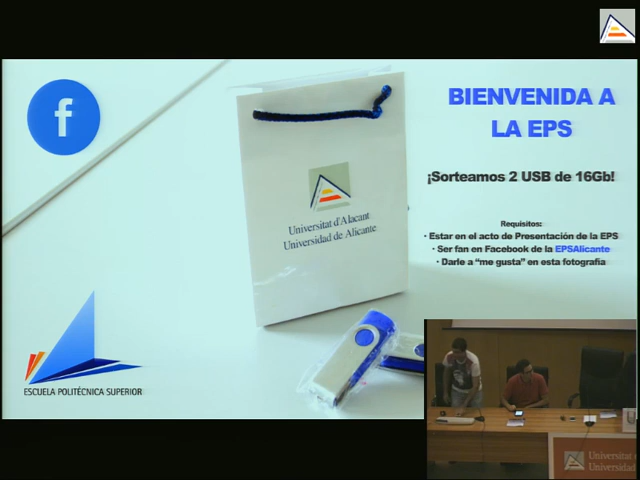 f
BIENVENIDA A
LA EPS
¡Sorteamos 2 USB de 16Gb!
Universitat d'Alacant
Universidad de Alicante
Requisitos:
· Estar en el acto de Presentación de la EPS
· Ser fan en Facebook de la EPSAlicante
· Darle a “me gusta” en esta fotografía
ESCUELA POLITÉCNICA SUPERIOR
Universitat
Universidad